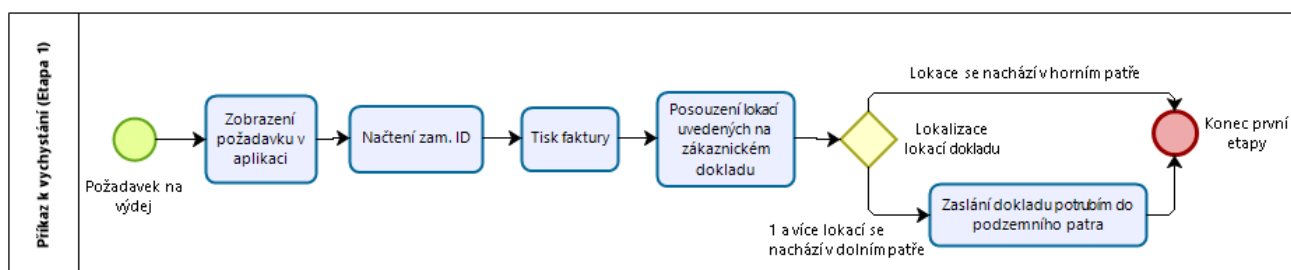 Příkaz k vychystání (Etapa 1)
Požadavek na
výdej
Zobrazení
požadavku v
aplikaci
Načtení zam. ID
Tisk faktury
Posouzení lokací
uvedených na
zákaznickém
dokladu
Lokalizace
lokací dokladu
Lokace se nachází v horním patře
1 a více lokací se
nachází v dolním patře
Zaslání dokladu potrubím do
podzemního patra
Konec první
etapy